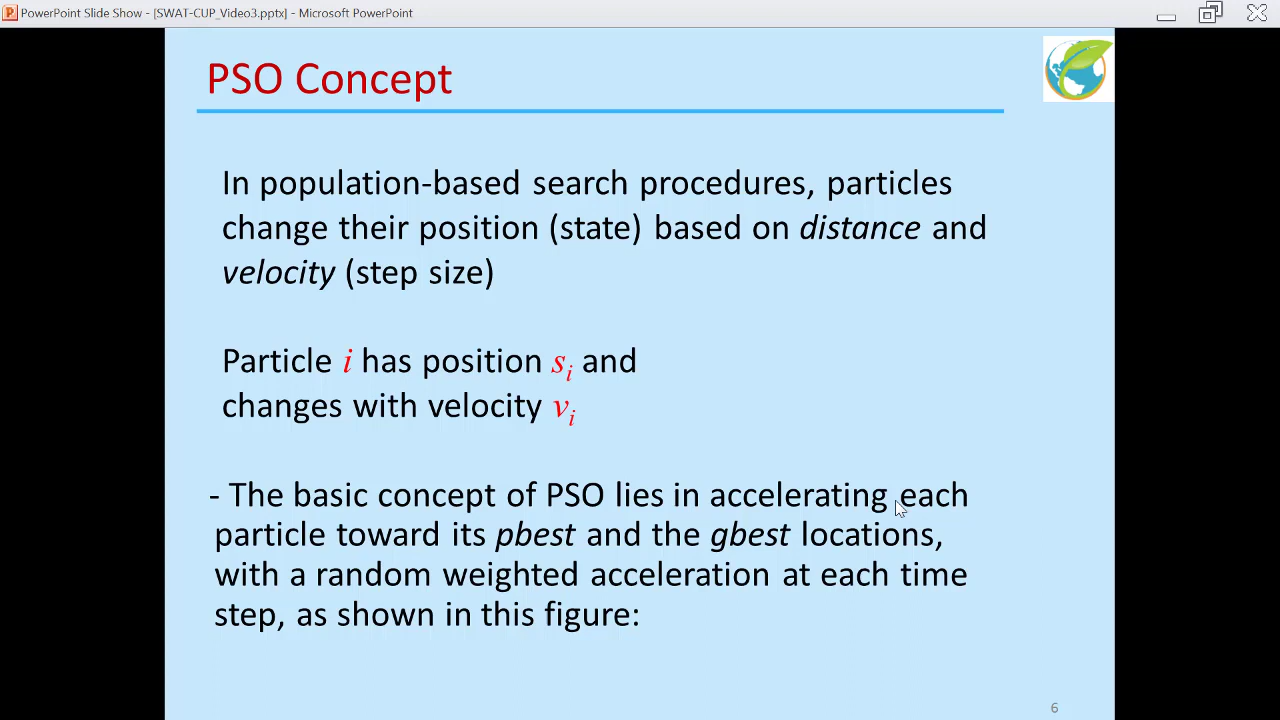 PowerPoint Slide Show - [SWAT-CUP_Video3.pptx] - Microsoft PowerPoint
PSO Concept
In population-based search procedures, particles
change their position (state) based on distance and
velocity (step size)
Particle i has position sᵢ and
changes with velocity vᵢ
- The basic concept of PSO lies in accelerating each
particle toward its pbest and the gbest locations,
with a random weighted acceleration at each time
step, as shown in this figure:
6